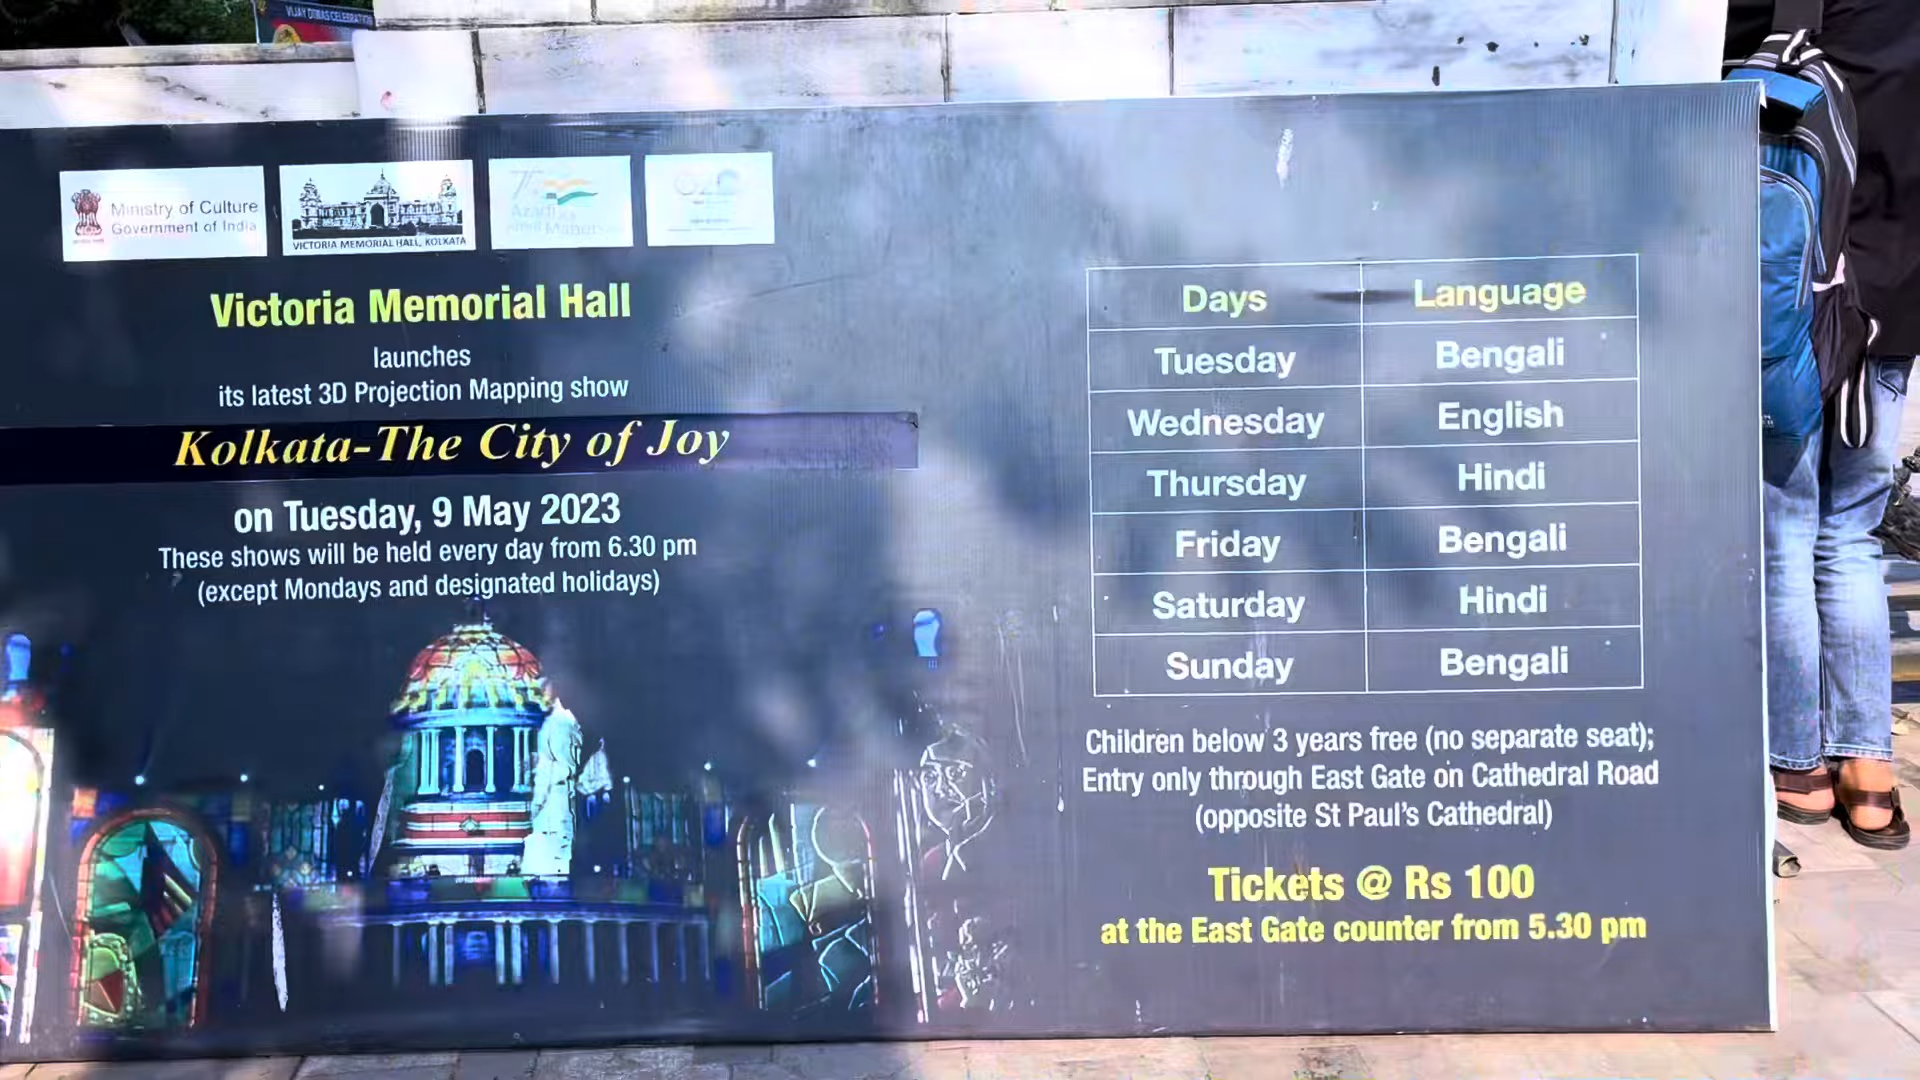 VIJAY DIWAS CELEBRATION
Ministry of Culture
Government of India
VICTORIA MEMORIAL HALL, KOLKATA
Azadi Ka
Amrit Mahotsav
G20
Victoria Memorial Hall
launches
its latest 3D Projection Mapping show
Kolkata-The City of Joy
on Tuesday, 9 May 2023
These shows will be held every day from 6.30 pm
(except Mondays and designated holidays)
Days Language
Tuesday Bengali
Wednesday English
Thursday Hindi
Friday Bengali
Saturday Hindi
Sunday Bengali
Children below 3 years free (no separate seat);
Entry only through East Gate on Cathedral Road
(opposite St Paul's Cathedral)
Tickets @ Rs 100
at the East Gate counter from 5.30 pm